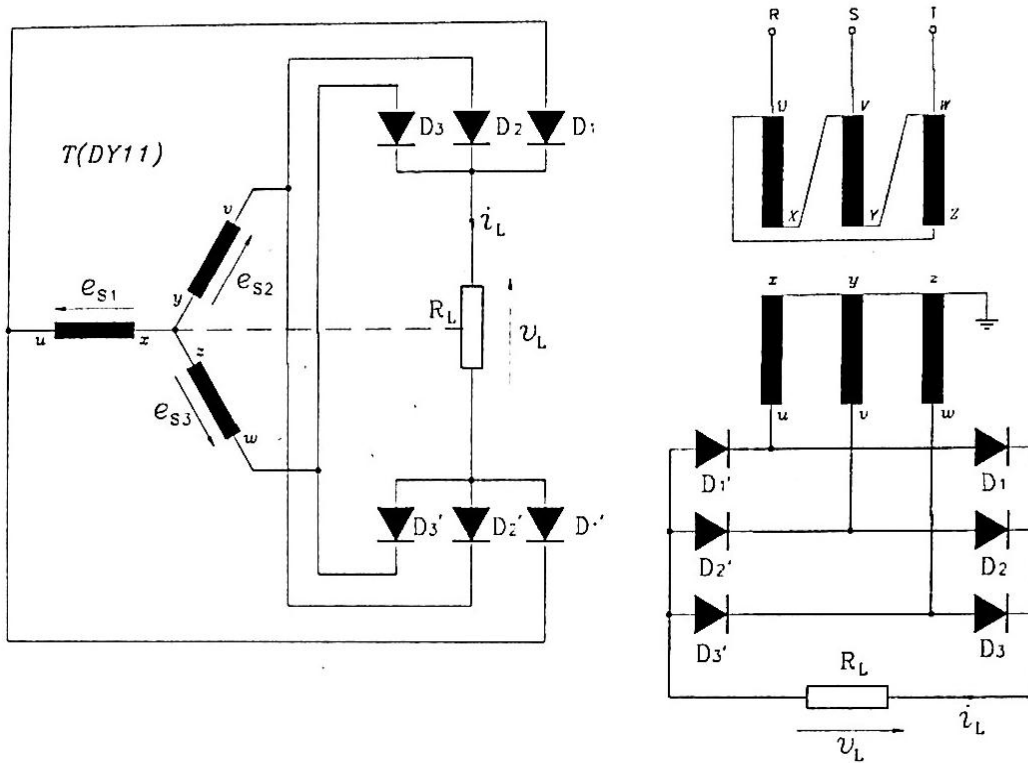 T(DY11)
D3 D2 D1
iL
v
eS2
y
eS1
RL
vL
u x
z
eS3
w
D3' D2' D1'
R S T
U V W
X Y Z
x y z
u v w
D1' D1
D2' D2
D3' D3
RL
iL
vL